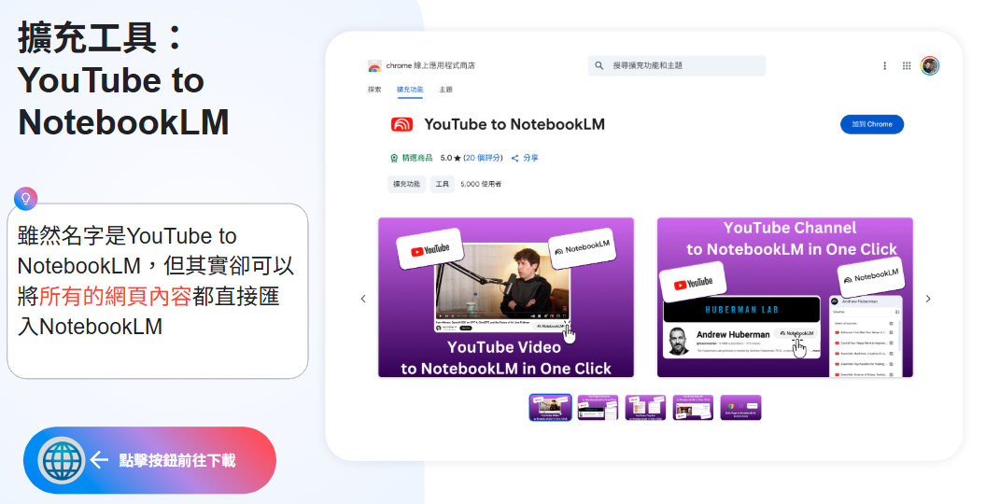 擴充工具：
YouTube to
NotebookLM
雖然名字是YouTube to
NotebookLM，但其實卻可以
將所有的網頁內容都直接匯
入NotebookLM
點擊按鈕前往下載
chrome 線上應用程式商店
搜尋擴充功能和主題
探索 擴充功能 主題
YouTube to NotebookLM
加到 Chrome
精選商品 5.0 ★ (20 個評分) 分享
擴充功能 工具 5,000 使用者
YouTube
NotebookLM
NotebookLM
YouTube Video
to NotebookLM in One Click
YouTube Channel
to NotebookLM in One Click
YouTube
NotebookLM
HUBERMAN LAB
Andrew Huberman
NotebookLM
Andrew Huberman